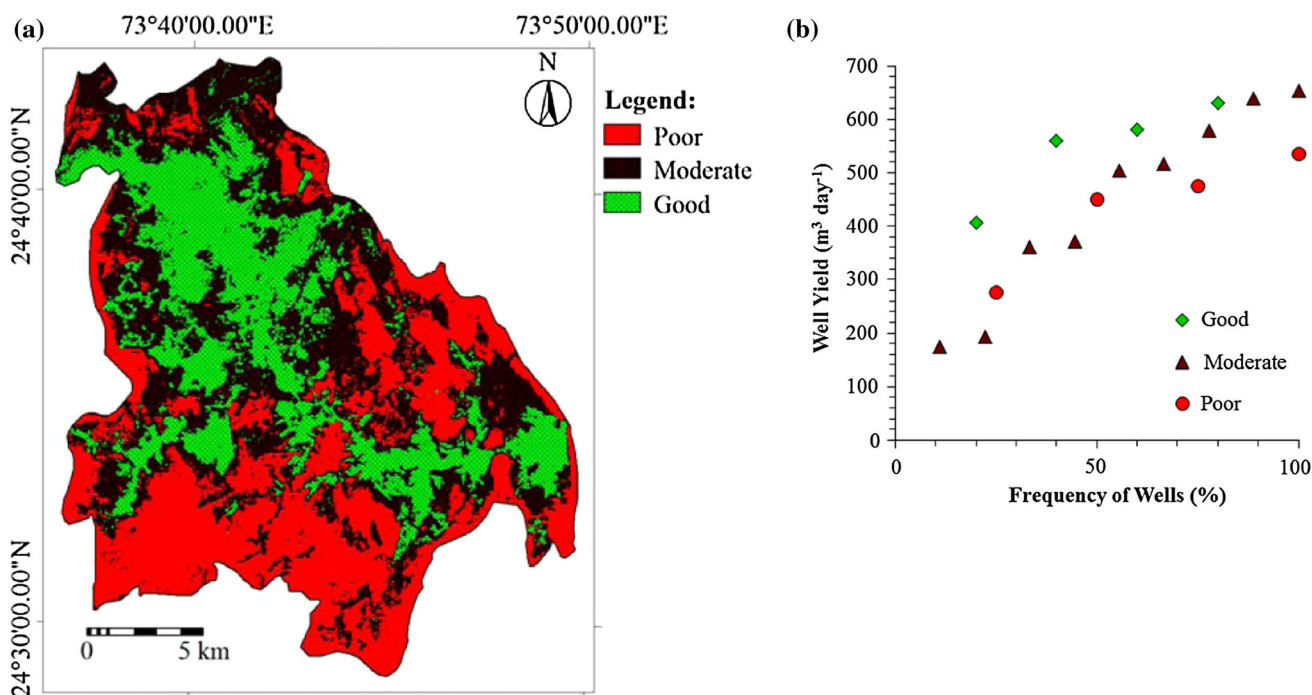 (a)
73°40'00.00"E
73°50'00.00"E
24°40'00.00"N
24°30'00.00"N
N
Legend:
Poor
Moderate
Good
0
5 km
(b)
700
600
500
400
300
200
100
0
Well Yield (m³ day⁻¹)
Good
Moderate
Poor
0
50
100
Frequency of Wells (%)